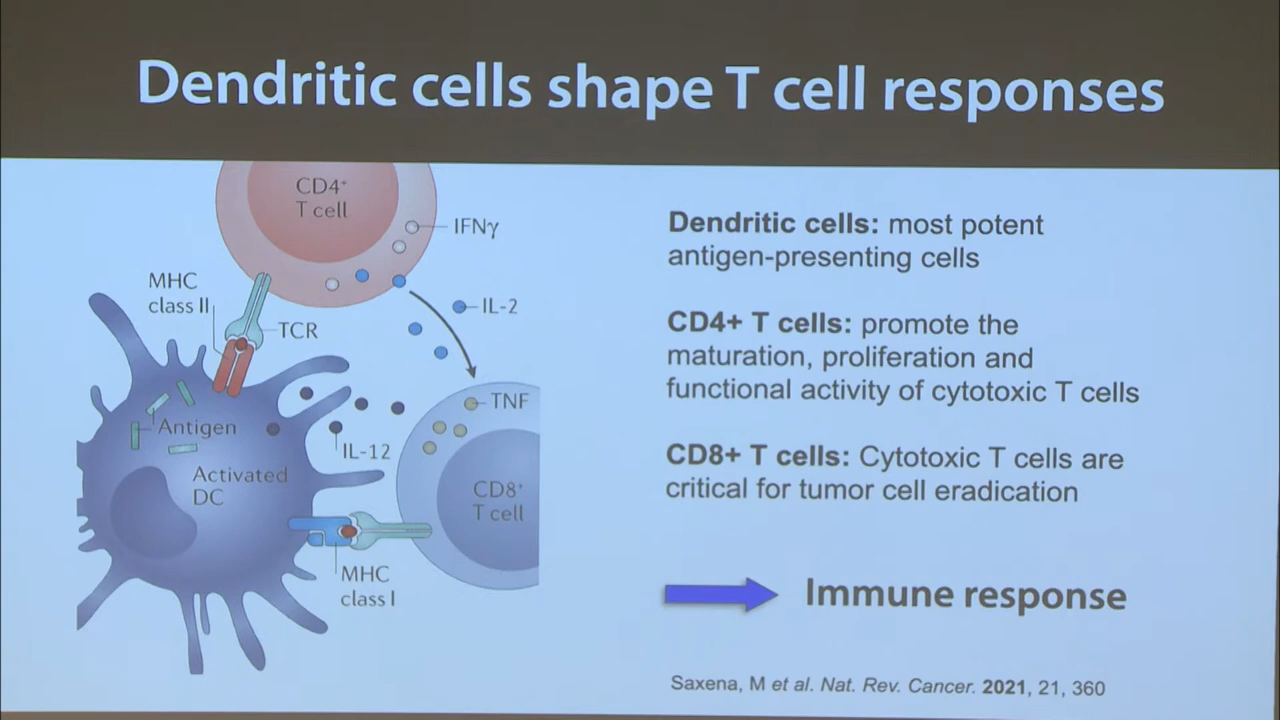 Dendritic cells shape T cell responses
CD4⁺
T cell
IFNγ
MHC
class II
IL-2
TCR
TNF
Antigen
IL-12
Activated
DC
CD8⁺
T cell
MHC
class I
Dendritic cells: most potent
antigen-presenting cells
CD4+ T cells: promote the
maturation, proliferation and
functional activity of cytotoxic T cells
CD8+ T cells: Cytotoxic T cells are
critical for tumor cell eradication
Immune response
Saxena, M et al. Nat. Rev. Cancer. 2021, 21, 360